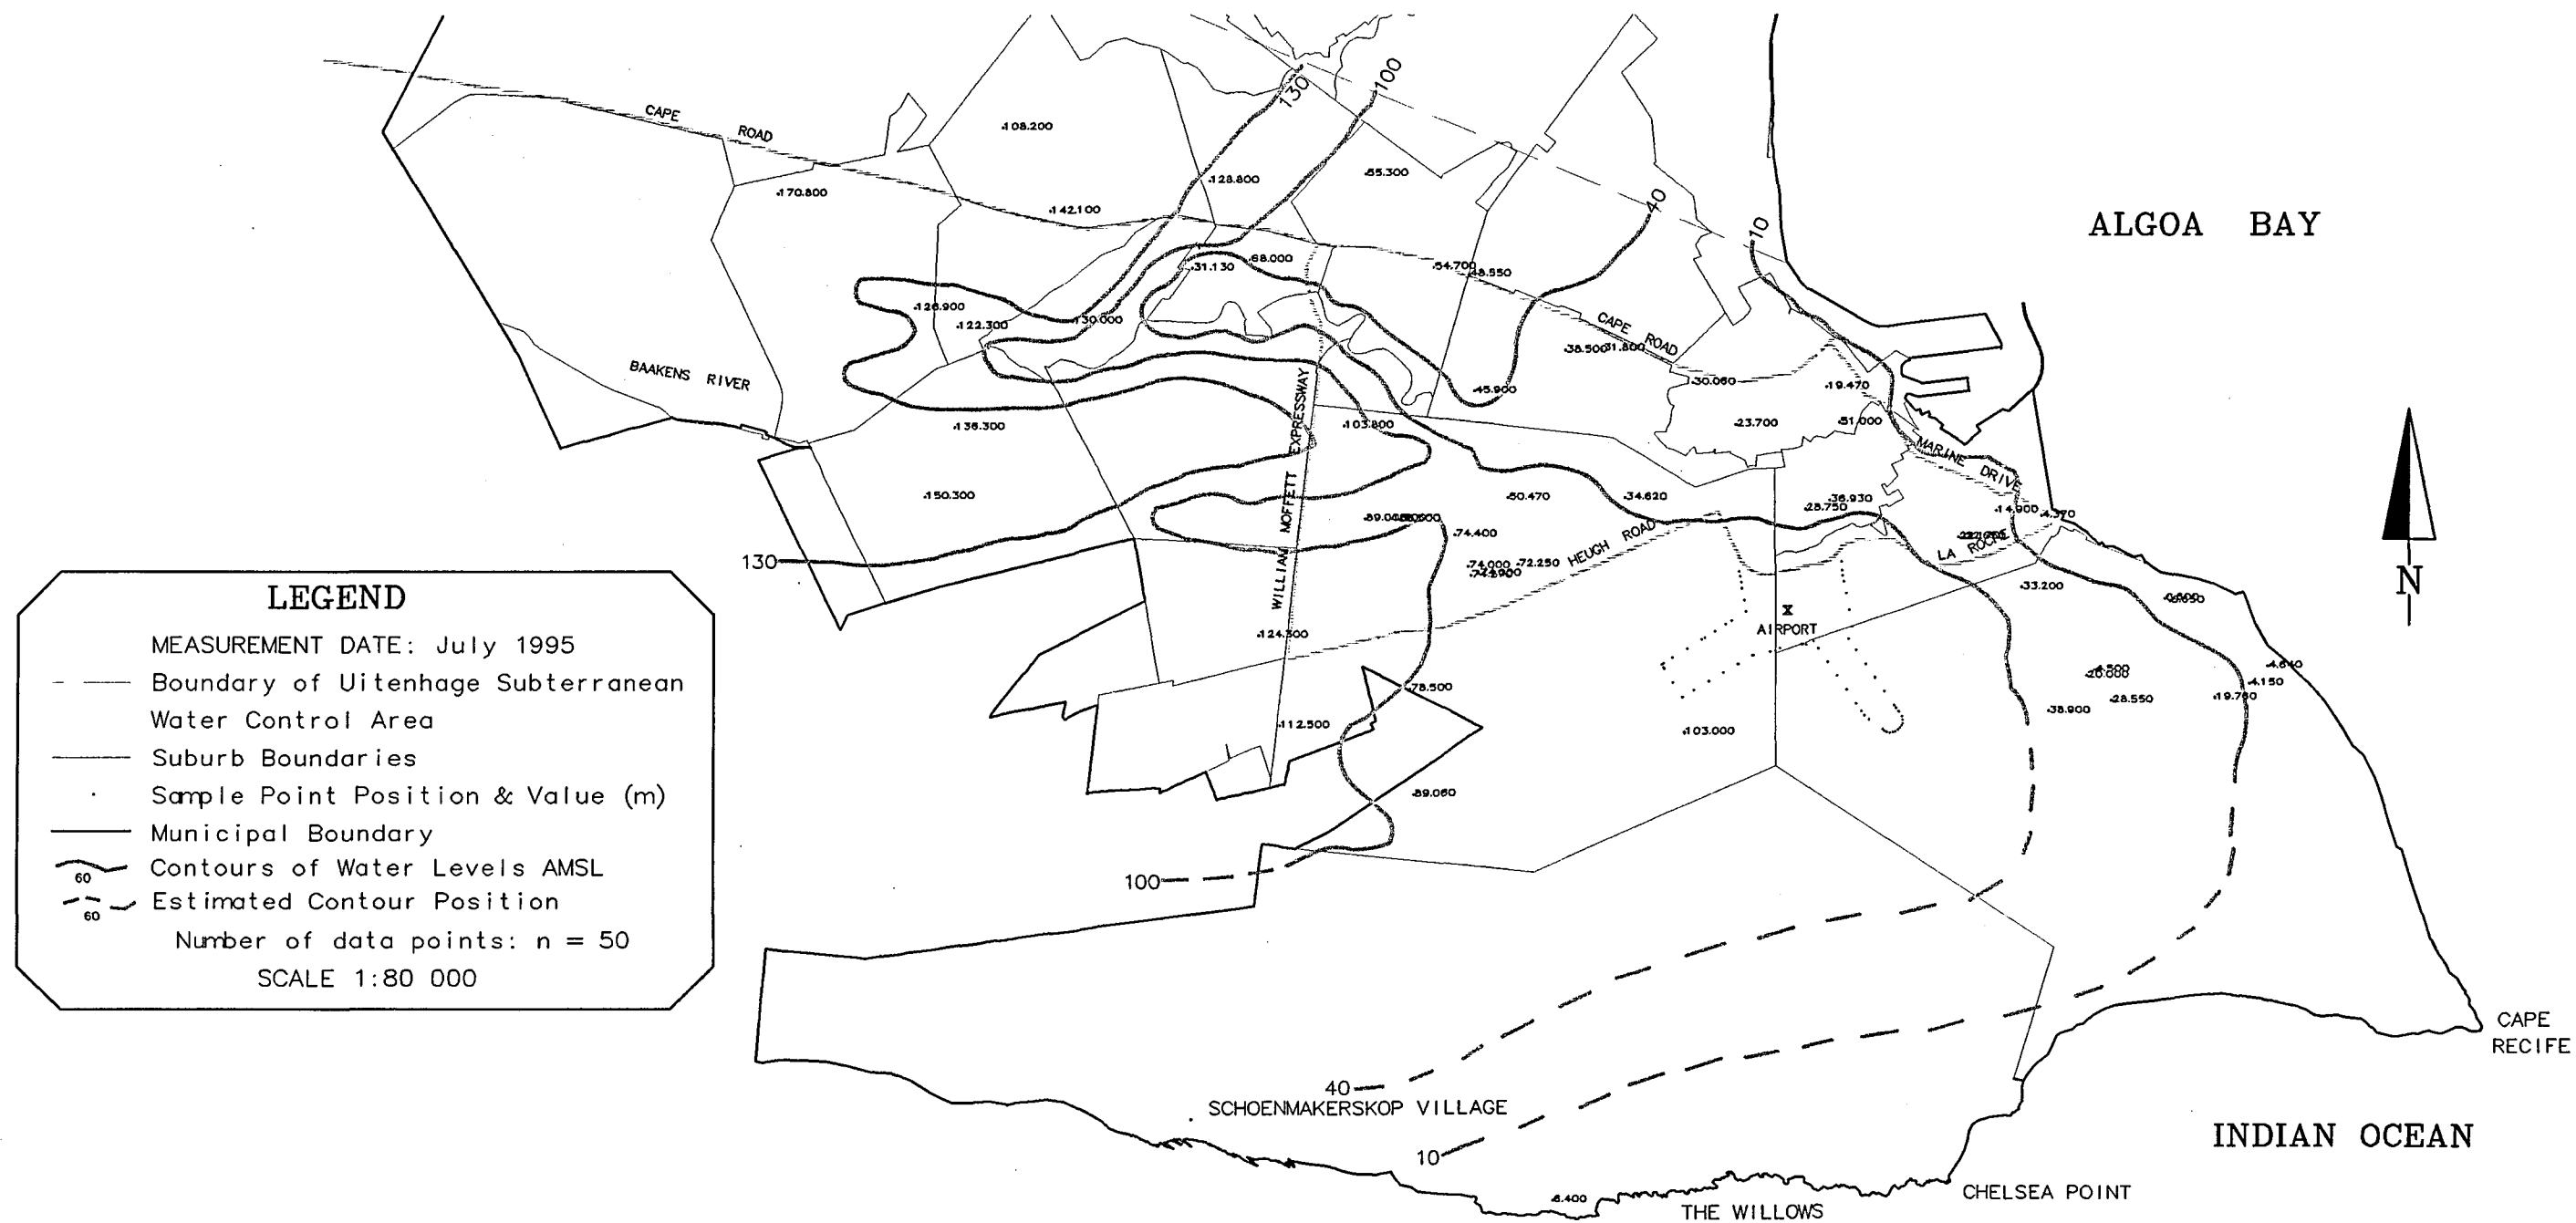 130
100
CAPE
ROAD
.108.200
.170.800
.128.800
.55.300
.142.100
40
10
ALGOA BAY
.31.130
.68.000
.54.700
.48.550
.126.900
.122.300
.130.000
CAPE ROAD
.38.500
.31.800
BAAKENS RIVER
.30.060
.19.470
.45.900
.136.300
.103.800
.23.700
.51.000
WILLIAN MOFFETT EXPRESSWAY
MARINE DRIVE
.150.300
.50.470
.34.620
.36.930
.28.750
.14.900
.4.370
.74.400
130
HEUGH ROAD
LA ROCHE
.74.000
.72.250
.33.200
N
AIRPORT
.124.300
.78.500
.112.500
.103.000
.20.000
.28.550
.38.900
.4.640
.4.150
.19.760
.89.060
100
LEGEND
MEASUREMENT DATE: July 1995
Boundary of Uitenhage Subterranean
Water Control Area
Suburb Boundaries
Sample Point Position & Value (m)
Municipal Boundary
60 Contours of Water Levels AMSL
60 Estimated Contour Position
Number of data points: n = 50
SCALE 1:80 000
CAPE
RECIFE
40
SCHOENMAKERSKOP VILLAGE
10
INDIAN OCEAN
CHELSEA POINT
THE WILLOWS